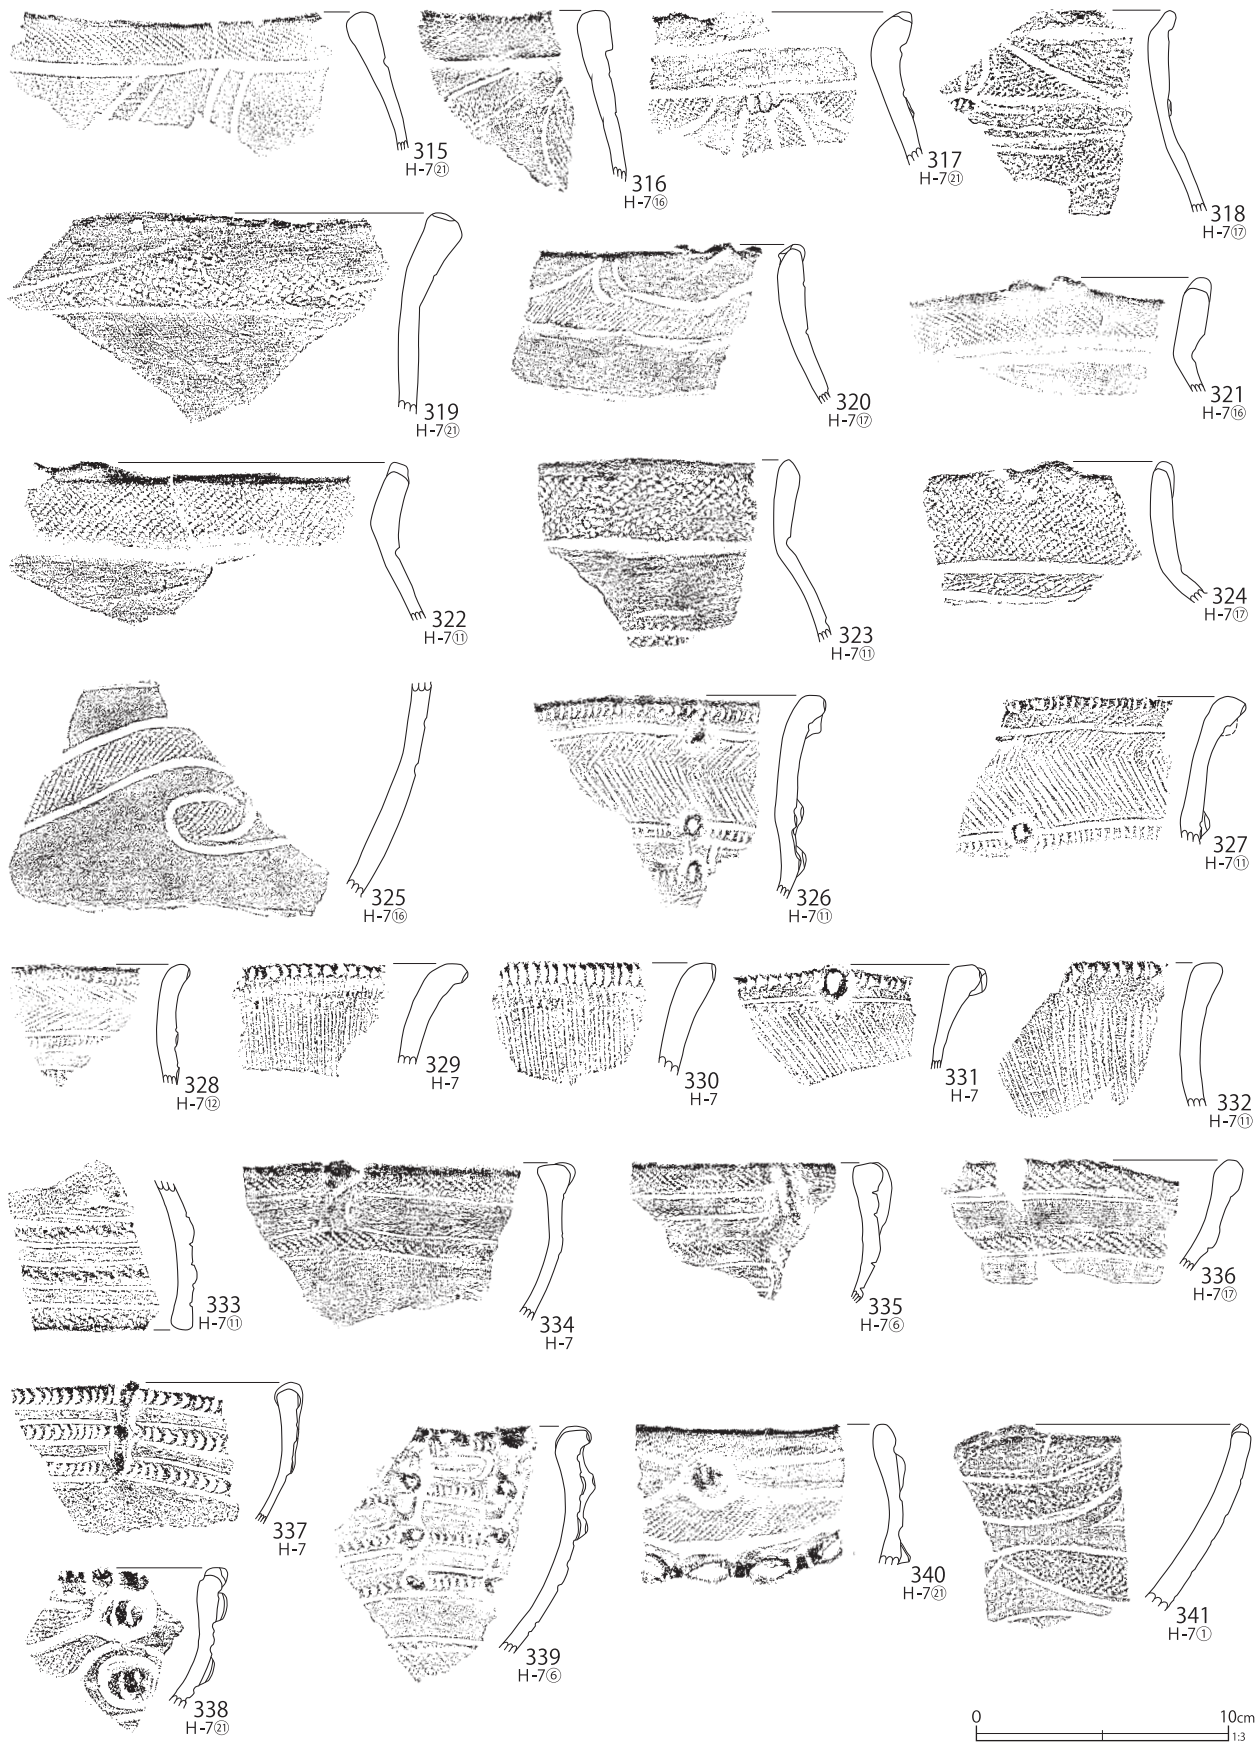 315
H-7㉑
316
H-7⑯
317
H-7㉑
318
H-7⑰
319
H-7㉑
320
H-7⑰
321
H-7⑯
322
H-7⑪
323
H-7⑪
324
H-7⑰
325
H-7⑯
326
H-7⑪
327
H-7⑪
328
H-7⑫
329
H-7
330
H-7
331
H-7
332
H-7⑪
333
H-7⑪
334
H-7
335
H-7⑥
336
H-7⑰
337
H-7
338
H-7㉑
339
H-7⑥
340
H-7㉑
341
H-7①
0 10cm
1:3